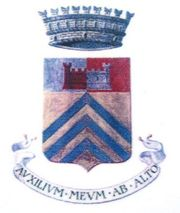 AVXILIVM · MEVM · AB · ALTO